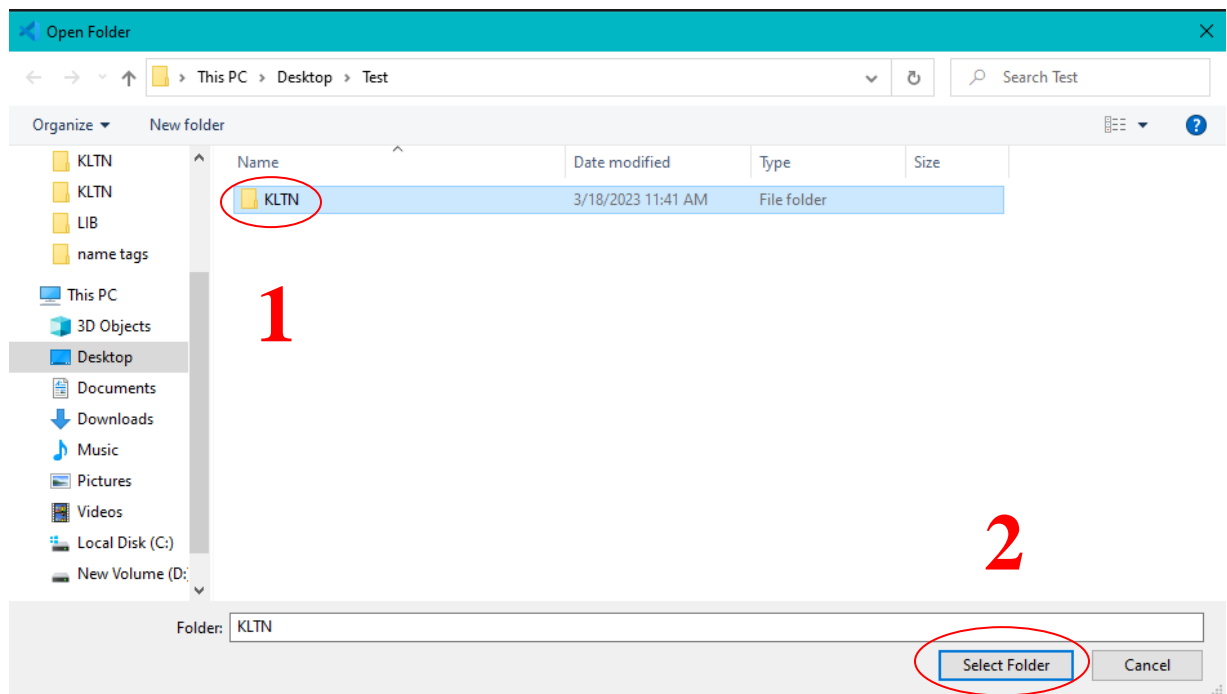 Open Folder
This PC > Desktop > Test
Search Test
Organize
New folder
KLTN
KLTN
LIB
name tags
This PC
3D Objects
Desktop
Documents
Downloads
Music
Pictures
Videos
Local Disk (C:)
New Volume (D:
Name
Date modified
Type
Size
KLTN
3/18/2023 11:41 AM
File folder
1
2
Folder:
KLTN
Select Folder
Cancel